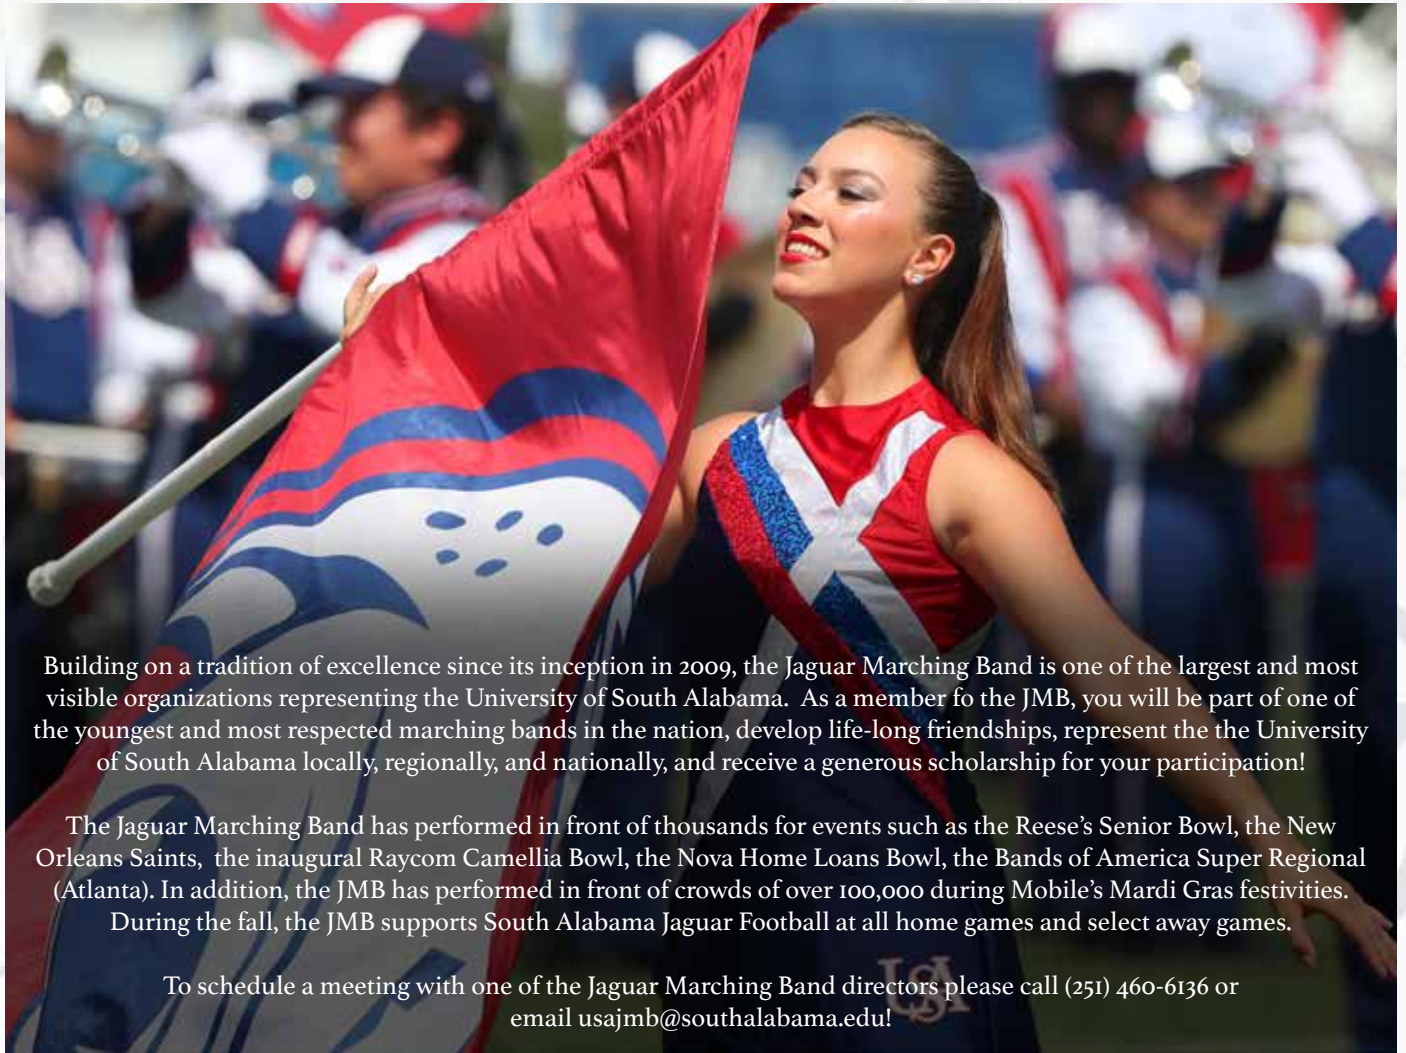 Building on a tradition of excellence since its inception in 2009, the Jaguar Marching Band is one of the largest and most
visible organizations representing the University of South Alabama.  As a member fo the JMB, you will be part of one of
the youngest and most respected marching bands in the nation, develop life-long friendships, represent the the University
of South Alabama locally, regionally, and nationally, and receive a generous scholarship for your participation!
The Jaguar Marching Band has performed in front of thousands for events such as the Reese's Senior Bowl, the New
Orleans Saints,  the inaugural Raycom Camellia Bowl, the Nova Home Loans Bowl, the Bands of America Super Regional
(Atlanta). In addition, the JMB has performed in front of crowds of over 100,000 during Mobile's Mardi Gras festivities.
During the fall, the JMB supports South Alabama Jaguar Football at all home games and select away games.
USA
To schedule a meeting with one of the Jaguar Marching Band directors please call (251) 460-6136 or
email usajmb@southalabama.edu!